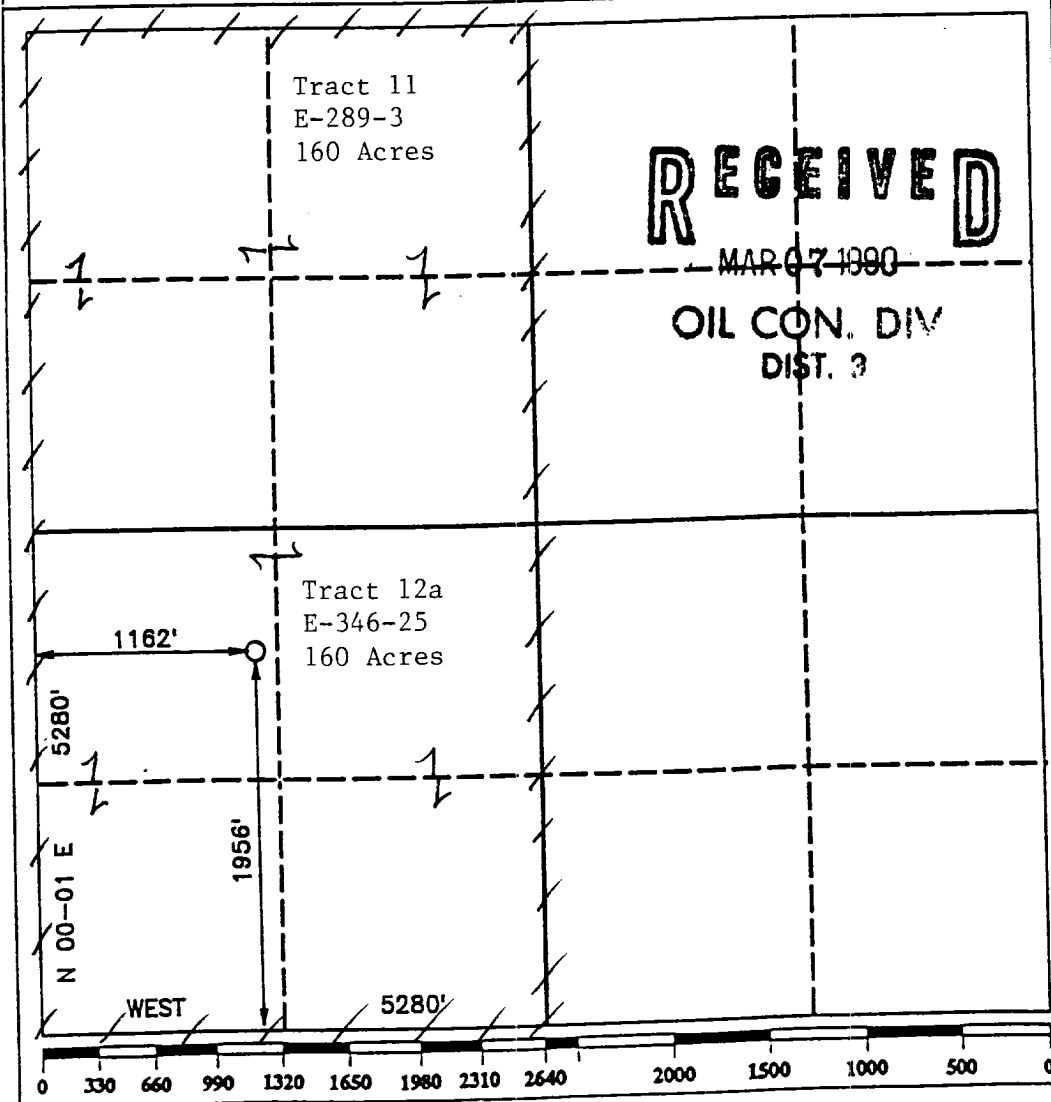 Tract 11
E-289-3
160 Acres
RECEIVED
MAR 07 1990
OIL CON. DIV
DIST. 3
Tract 12a
E-346-25
160 Acres
1162'
5280'
1956'
N 00-01 E
WEST 5280'
0 330 660 990 1320 1650 1980 2310 2640 2000 1500 1000 500 0